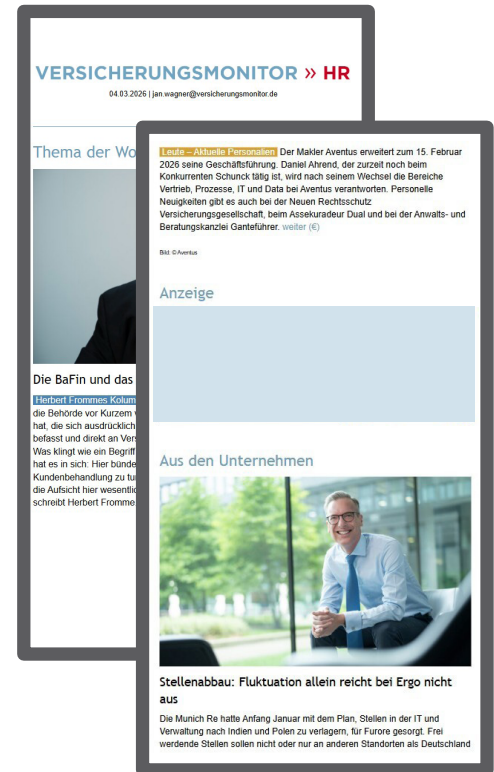 VERSICHERUNGSMONITOR » HR
04.03.2026 | jan.wagner@versicherungsmonitor.de
Thema der Wo
Die BaFin und das
Herbert Frommes Kolum
die Behörde vor Kurzem
hat, die sich ausdrücklich
befasst und direkt an Ver
Was klingt wie ein Begriff
hat es in sich: Hier bünde
Kundenbehandlung zu tu
die Aufsicht hier wesentlic
schreibt Herbert Fromme
Leute – Aktuelle Personalien Der Makler Aventus erweitert zum 15. Februar
2026 seine Geschäftsführung. Daniel Ahrend, der zurzeit noch beim
Konkurrenten Schunck tätig ist, wird nach seinem Wechsel die Bereiche
Vertrieb, Prozesse, IT und Data bei Aventus verantworten. Personelle
Neuigkeiten gibt es auch bei der Neuen Rechtsschutz
Versicherungsgesellschaft, beim Assekuradeur Dual und bei der Anwalts- und
Beratungskanzlei Ganteführer. weiter (€)
Bild: © Aventus
Anzeige
Aus den Unternehmen
Stellenabbau: Fluktuation allein reicht bei Ergo nicht
aus
Die Munich Re hatte Anfang Januar mit dem Plan, Stellen in der IT und
Verwaltung nach Indien und Polen zu verlagern, für Furore gesorgt. Frei
werdende Stellen sollen nicht oder nur an anderen Standorten als Deutschland